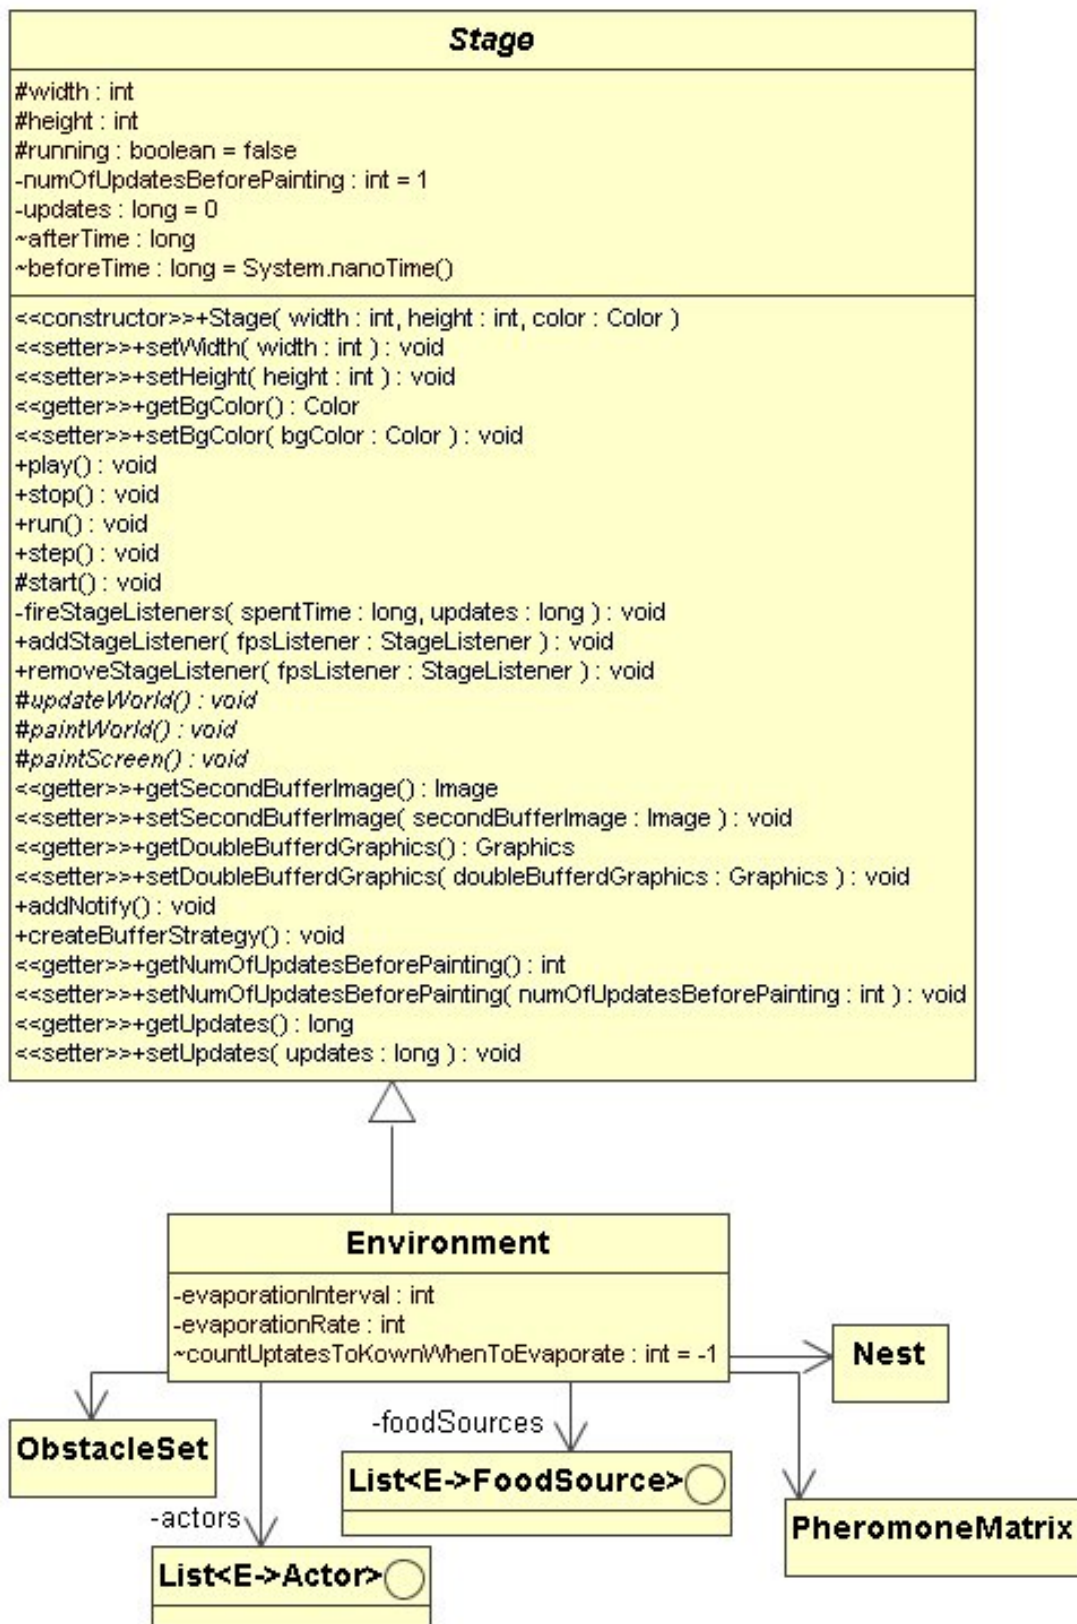 Stage
#width : int
#height : int
#running : boolean = false
-numOfUpdatesBeforePainting : int = 1
-updates : long = 0
~afterTime : long
~beforeTime : long = System.nanoTime()
<<constructor>>+Stage( width : int, height : int, color : Color )
<<setter>>+setWidth( width : int ) : void
<<setter>>+setHeight( height : int ) : void
<<getter>>+getBgColor() : Color
<<setter>>+setBgColor( bgColor : Color ) : void
+play() : void
+stop() : void
+run() : void
+step() : void
#start() : void
-fireStageListeners( spentTime : long, updates : long ) : void
+addStageListener( fpsListener : StageListener ) : void
+removeStageListener( fpsListener : StageListener ) : void
#updateWorld() : void
#paintWorld() : void
#paintScreen() : void
<<getter>>+getSecondBufferImage() : Image
<<setter>>+setSecondBufferImage( secondBufferImage : Image ) : void
<<getter>>+getDoubleBufferdGraphics() : Graphics
<<setter>>+setDoubleBufferdGraphics( doubleBufferdGraphics : Graphics ) : void
+addNotify() : void
+createBufferStrategy() : void
<<getter>>+getNumOfUpdatesBeforePainting() : int
<<setter>>+setNumOfUpdatesBeforePainting( numOfUpdatesBeforePainting : int ) : void
<<getter>>+getUpdates() : long
<<setter>>+setUpdates( updates : long ) : void
Environment
-evaporationInterval : int
-evaporationRate : int
~countUptatesToKownWhenToEvaporate : int = -1
Nest
-foodSources
ObstacleSet
List<E->FoodSource>
-actors
PheromoneMatrix
List<E->Actor>